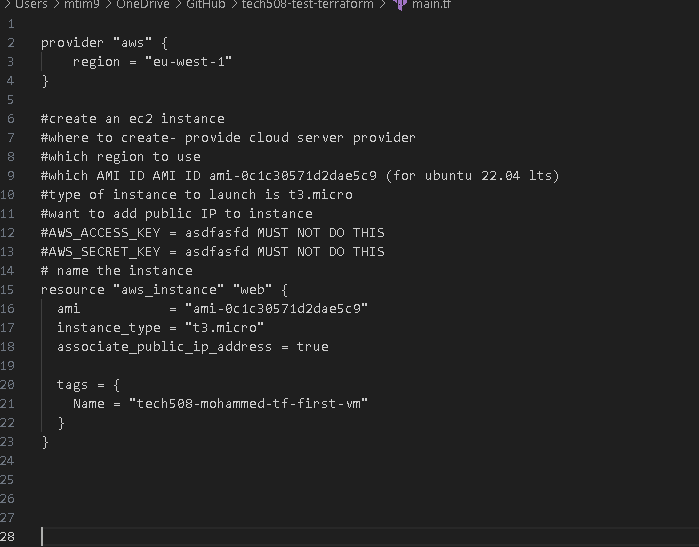 > Users > mtim9 > OneDrive > GitHub > tech508-test-terraform > main.tf
1
2 provider "aws" {
3 region = "eu-west-1"
4 }
5
6 #create an ec2 instance
7 #where to create- provide cloud server provider
8 #which region to use
9 #which AMI ID AMI ID ami-0c1c30571d2dae5c9 (for ubuntu 22.04 lts)
10 #type of instance to launch is t3.micro
11 #want to add public IP to instance
12 #AWS_ACCESS_KEY = asdfasfd MUST NOT DO THIS
13 #AWS_SECRET_KEY = asdfasfd MUST NOT DO THIS
14 # name the instance
15 resource "aws_instance" "web" {
16 ami = "ami-0c1c30571d2dae5c9"
17 instance_type = "t3.micro"
18 associate_public_ip_address = true
19
20 tags = {
21 Name = "tech508-mohammed-tf-first-vm"
22 }
23 }
24
25
26
27
28